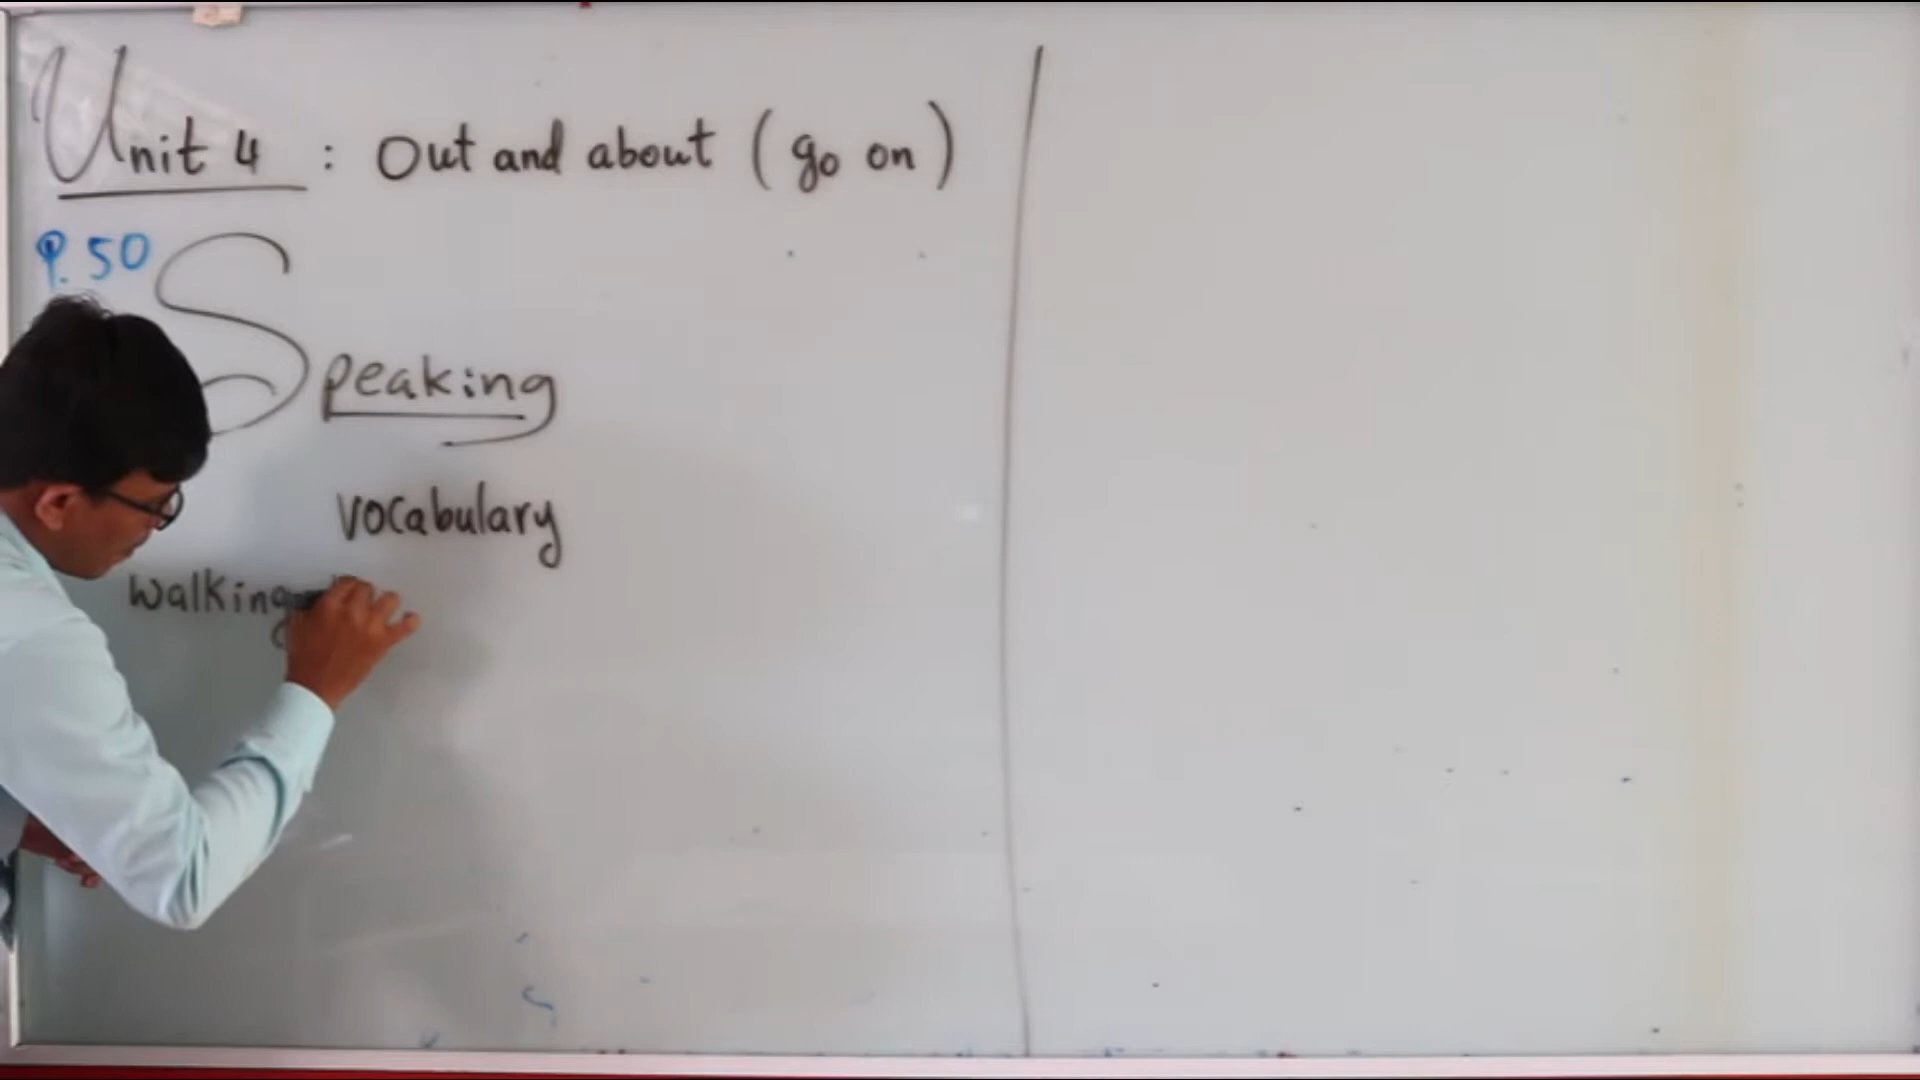 Unit 4 : Out and about (go on)
P. 50
Speaking
vocabulary
walking